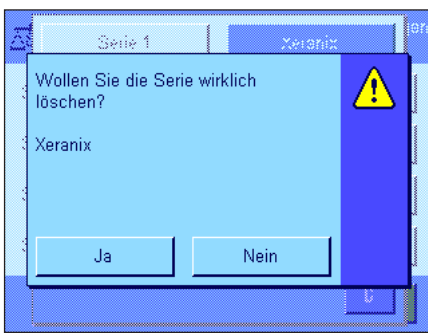 Serie 1
Xeranix
Wollen Sie die Serie wirklich
löschen?
Xeranix
Ja
Nein
C